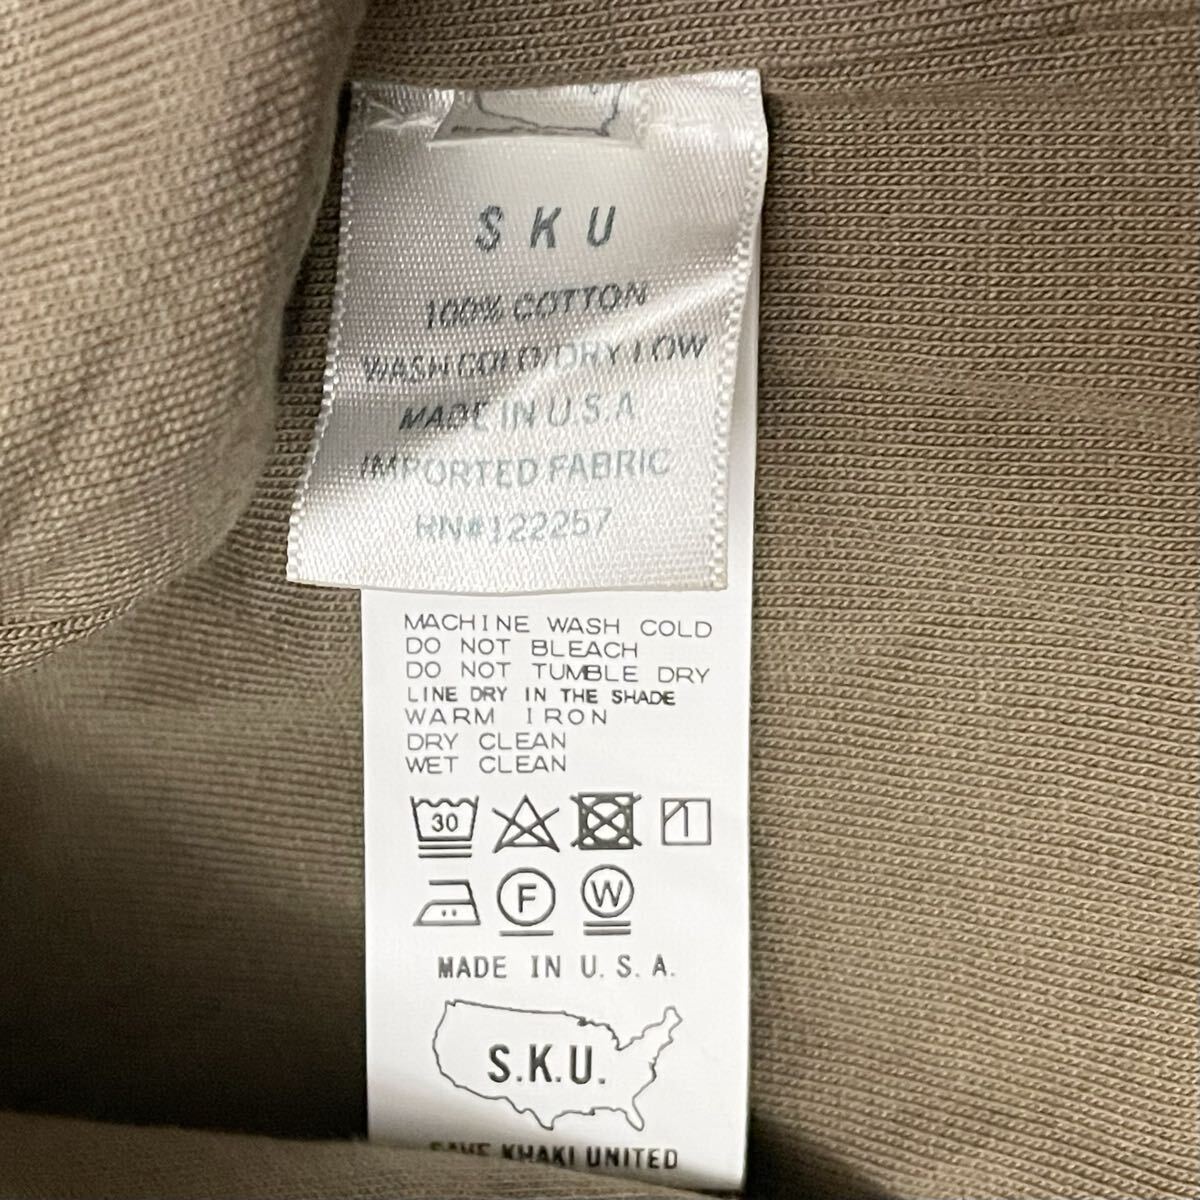 S K U
100% COTTON
WASH COLD/DRY LOW
MADE IN U.S.A
IMPORTED FABRIC
RN#122257
MACHINE WASH COLD
DO NOT BLEACH
DO NOT TUMBLE DRY
LINE DRY IN THE SHADE
WARM IRON
DRY CLEAN
WET CLEAN
30
F W
MADE IN U.S.A.
S.K.U.
SAVE KHAKI UNITED